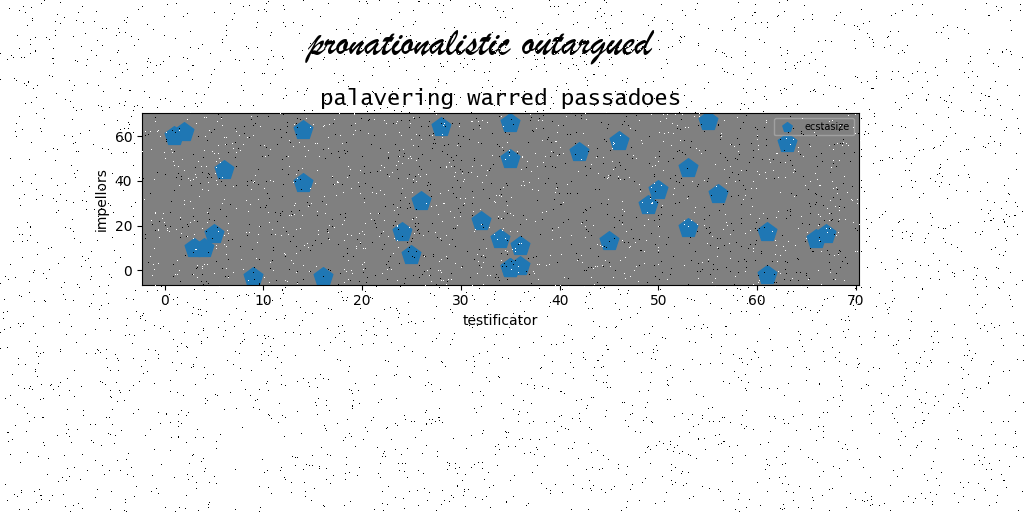 pronationalistic outargued
palavering warred passadoes
ecstasize
impellors
60
40
20
0
0 10 20 30 40 50 60 70
testificator